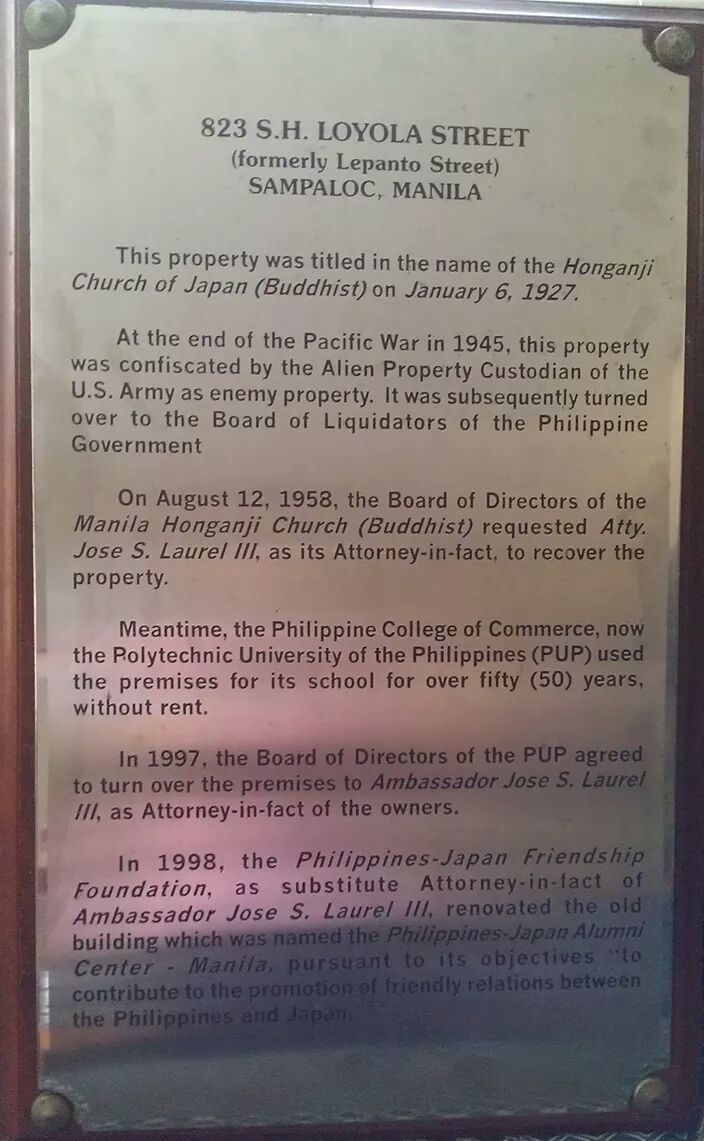 823 S.H. LOYOLA STREET
(formerly Lepanto Street)
SAMPALOC, MANILA
This property was titled in the name of the Honganji
Church of Japan (Buddhist) on January 6, 1927.
At the end of the Pacific War in 1945, this property
was confiscated by the Alien Property Custodian of the
U.S. Army as enemy property. It was subsequently turned
over to the Board of Liquidators of the Philippine
Government
On August 12, 1958, the Board of Directors of the
Manila Honganji Church (Buddhist) requested Atty.
Jose S. Laurel III, as its Attorney-in-fact, to recover the
property.
Meantime, the Philippine College of Commerce, now
the Polytechnic University of the Philippines (PUP) used
the premises for its school for over fifty (50) years,
without rent.
In 1997, the Board of Directors of the PUP agreed
to turn over the premises to Ambassador Jose S. Laurel
III, as Attorney-in-fact of the owners.
In 1998, the Philippines-Japan Friendship
Foundation, as substitute Attorney-in-fact of
Ambassador Jose S. Laurel III, renovated the old
building which was named the Philippines-Japan Alumni
Center - Manila, pursuant to its objectives "to
contribute to the promotion of friendly relations between
the Philippines and Japan.